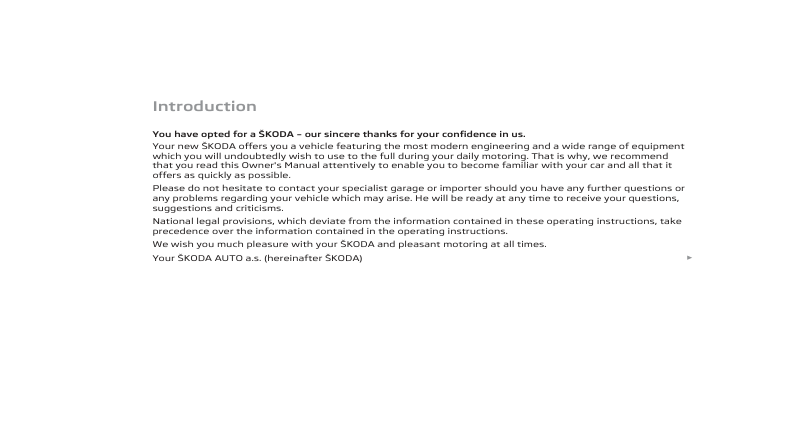 Introduction
You have opted for a ŠKODA – our sincere thanks for your confidence in us.
Your new ŠKODA offers you a vehicle featuring the most modern engineering and a wide range of equipment
which you will undoubtedly wish to use to the full during your daily motoring. That is why, we recommend
that you read this Owner's Manual attentively to enable you to become familiar with your car and all that it
offers as quickly as possible.
Please do not hesitate to contact your specialist garage or importer should you have any further questions or
any problems regarding your vehicle which may arise. He will be ready at any time to receive your questions,
suggestions and criticisms.
National legal provisions, which deviate from the information contained in these operating instructions, take
precedence over the information contained in the operating instructions.
We wish you much pleasure with your ŠKODA and pleasant motoring at all times.
Your ŠKODA AUTO a.s. (hereinafter ŠKODA)